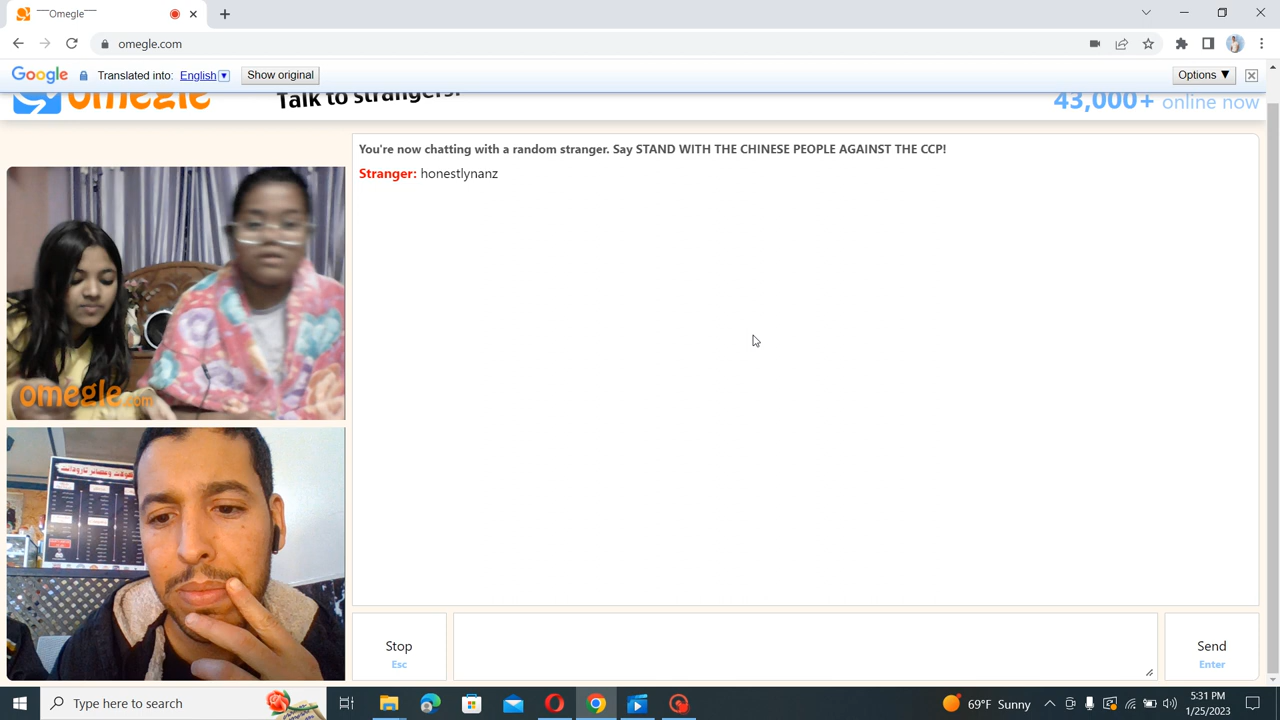 Omegle
omegle.com
Google Translated into: English Show original Options ▼
omegle
Talk to strangers!
43,000+ online now
You're now chatting with a random stranger. Say STAND WITH THE CHINESE PEOPLE AGAINST THE CCP!
Stranger: honestlynanz
omegle.com
Stop
Esc
Send
Enter
Type here to search
69°F Sunny
5:31 PM
1/25/2023